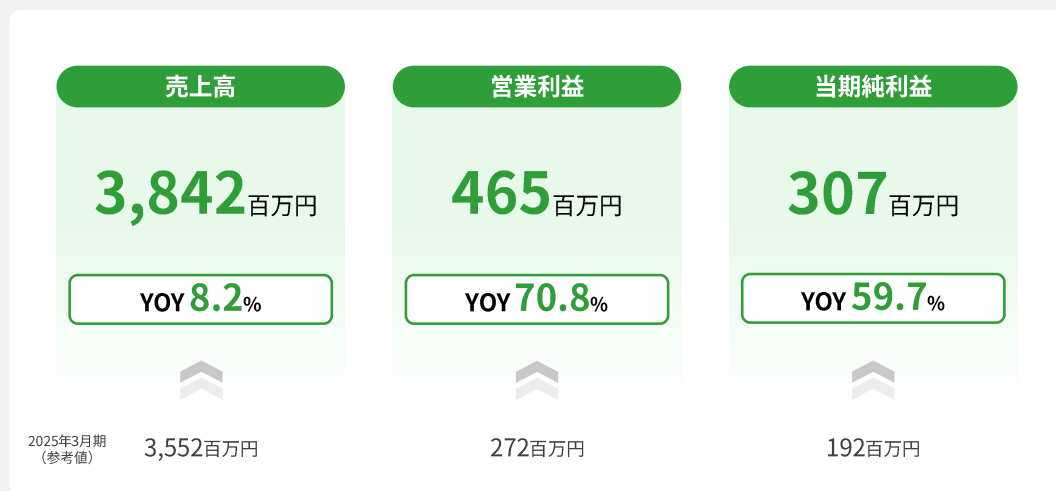 売上高
3,842百万円
YOY 8.2%
営業利益
465百万円
YOY 70.8%
当期純利益
307百万円
YOY 59.7%
2025年3月期
（参考値）
3,552百万円
272百万円
192百万円